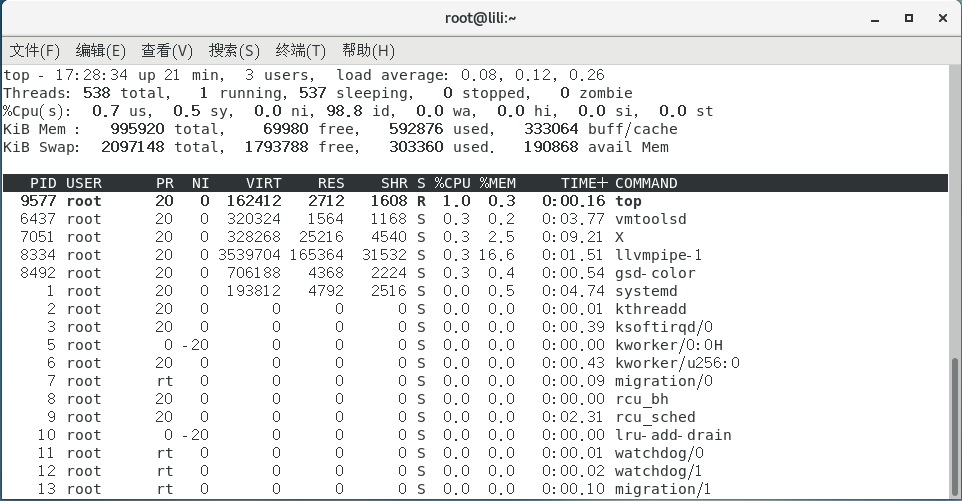 root@lili:~
文件(F) 编辑(E) 查看(V) 搜索(S) 终端(T) 帮助(H)
top - 17:28:34 up 21 min,  3 users,  load average: 0.08, 0.12, 0.26
Threads: 538 total,   1 running, 537 sleeping,   0 stopped,   0 zombie
%Cpu(s):  0.7 us,  0.5 sy,  0.0 ni, 98.8 id,  0.0 wa,  0.0 hi,  0.0 si,  0.0 st
KiB Mem :   995920 total,    69980 free,   592876 used,   333064 buff/cache
KiB Swap:  2097148 total,  1793788 free,   303360 used.   190868 avail Mem
PID USER      PR  NI    VIRT    RES    SHR S %CPU %MEM     TIME+ COMMAND
9577 root      20   0  162412   2712   1608 R  1.0  0.3   0:00.16 top
6437 root      20   0  320324   1564   1168 S  0.3  0.2   0:03.77 vmtoolsd
7051 root      20   0  328268  25216   4540 S  0.3  2.5   0:09.21 X
8334 root      20   0 3539704 165364  31532 S  0.3 16.6   0:01.51 llvmpipe-1
8492 root      20   0  706188   4368   2224 S  0.3  0.4   0:00.54 gsd-color
1 root      20   0  193812   4792   2516 S  0.0  0.5   0:04.74 systemd
2 root      20   0       0      0      0 S  0.0  0.0   0:00.01 kthreadd
3 root      20   0       0      0      0 S  0.0  0.0   0:00.39 ksoftirqd/0
5 root       0 -20       0      0      0 S  0.0  0.0   0:00.00 kworker/0:0H
6 root      20   0       0      0      0 S  0.0  0.0   0:00.43 kworker/u256:0
7 root      rt   0       0      0      0 S  0.0  0.0   0:00.09 migration/0
8 root      20   0       0      0      0 S  0.0  0.0   0:00.00 rcu_bh
9 root      20   0       0      0      0 S  0.0  0.0   0:02.31 rcu_sched
10 root       0 -20       0      0      0 S  0.0  0.0   0:00.00 lru-add-drain
11 root      rt   0       0      0      0 S  0.0  0.0   0:00.01 watchdog/0
12 root      rt   0       0      0      0 S  0.0  0.0   0:00.02 watchdog/1
13 root      rt   0       0      0      0 S  0.0  0.0   0:00.10 migration/1